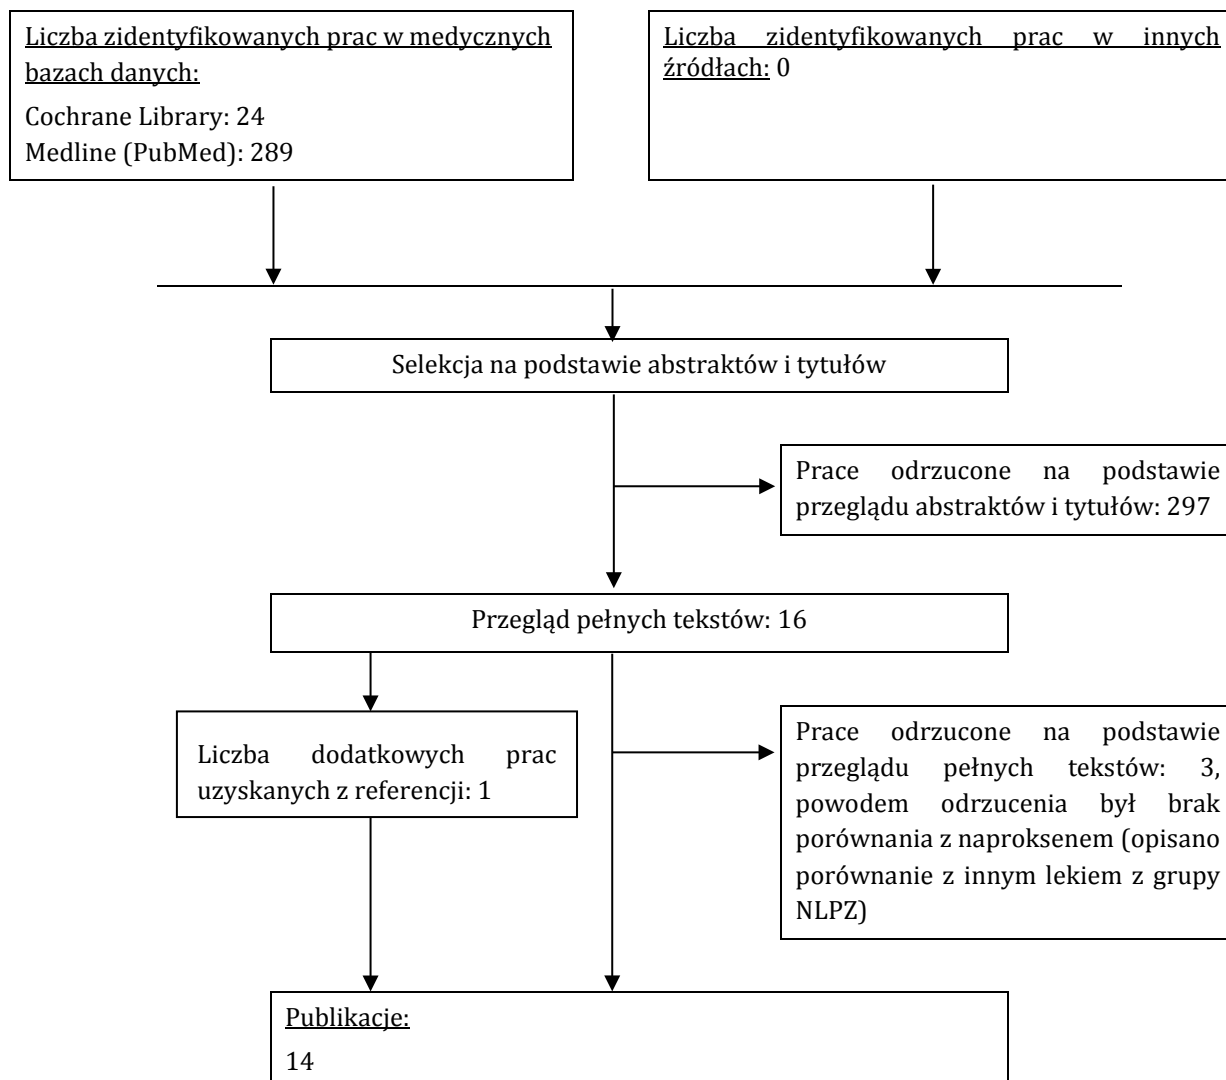 Liczba zidentyfikowanych prac w medycznych
bazach danych:
Cochrane Library: 24
Medline (PubMed): 289
Liczba zidentyfikowanych prac w innych
źródłach: 0
Selekcja na podstawie abstraktów i tytułów
Prace odrzucone na podstawie
przeglądu abstraktów i tytułów: 297
Przegląd pełnych tekstów: 16
Liczba dodatkowych prac
uzyskanych z referencji: 1
Prace odrzucone na podstawie
przeglądu pełnych tekstów: 3,
powodem odrzucenia był brak
porównania z naproksenem (opisano
porównanie z innym lekiem z grupy
NLPZ)
Publikacje:
14